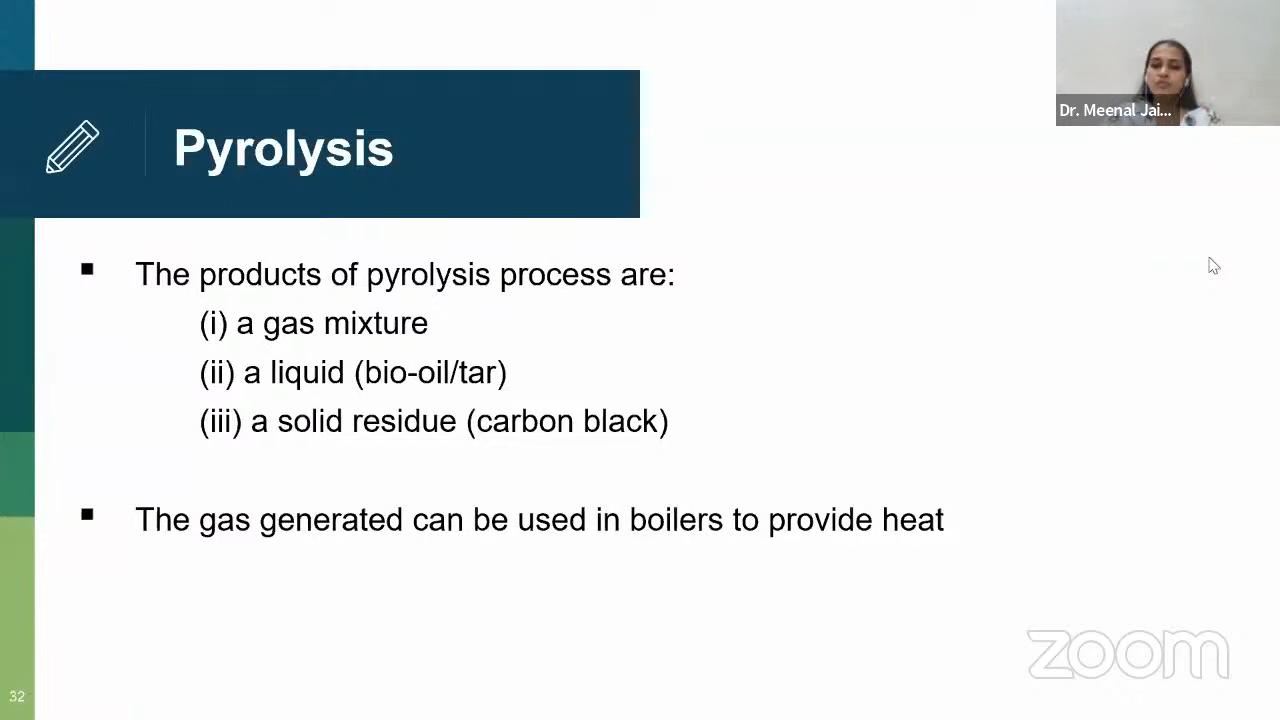 Dr. Meenal Jai...
Pyrolysis
▪ The products of pyrolysis process are:
(i) a gas mixture
(ii) a liquid (bio-oil/tar)
(iii) a solid residue (carbon black)
▪ The gas generated can be used in boilers to provide heat
zoom
32